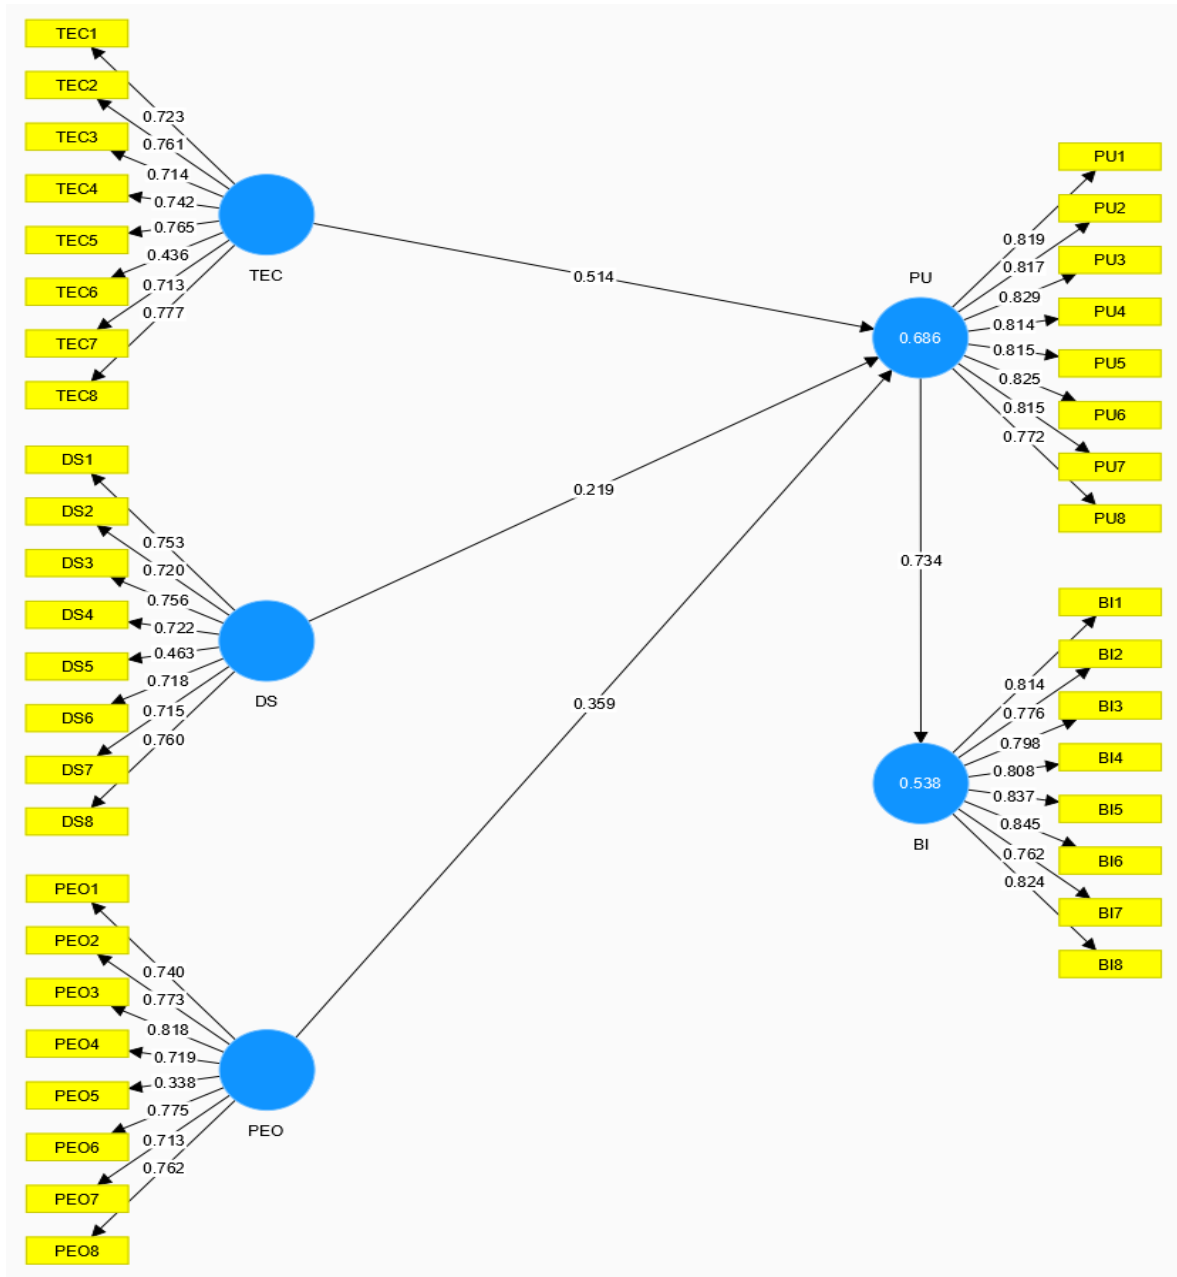 TEC1
TEC2
TEC3
TEC4
TEC5
TEC6
TEC7
TEC8
0.723
0.761
0.714
0.742
0.765
0.436
0.713
0.777
TEC
DS1
DS2
DS3
DS4
DS5
DS6
DS7
DS8
0.753
0.720
0.756
0.722
0.463
0.718
0.715
0.760
DS
PEO1
PEO2
PEO3
PEO4
PEO5
PEO6
PEO7
PEO8
0.740
0.773
0.818
0.719
0.338
0.775
0.713
0.762
PEO
0.514
0.219
0.359
PU
0.686
0.819
0.817
0.829
0.814
0.815
0.825
0.815
0.772
PU1
PU2
PU3
PU4
PU5
PU6
PU7
PU8
0.734
0.538
BI
0.814
0.776
0.798
0.808
0.837
0.845
0.762
0.824
BI1
BI2
BI3
BI4
BI5
BI6
BI7
BI8